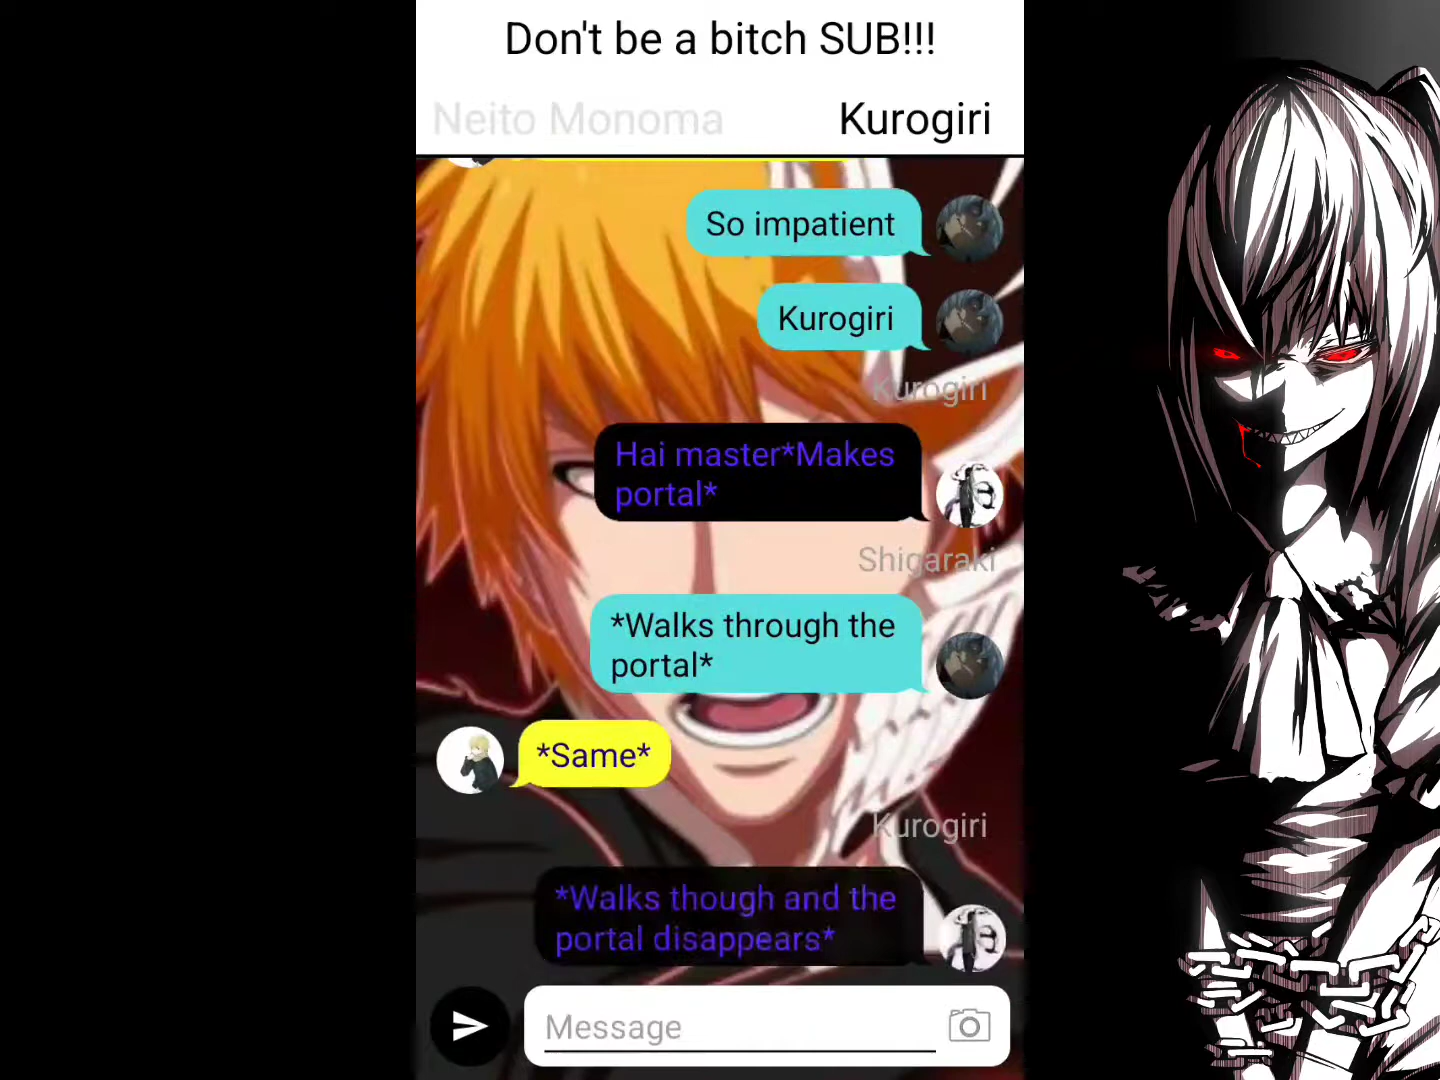 Don't be a bitch SUB!!!
Neito Monoma
Kurogiri
So impatient
Kurogiri
Kurogiri
Hai master*Makes
portal*
Shigaraki
*Walks through the
portal*
*Same*
Kurogiri
*Walks though and the
portal disappears*
Message